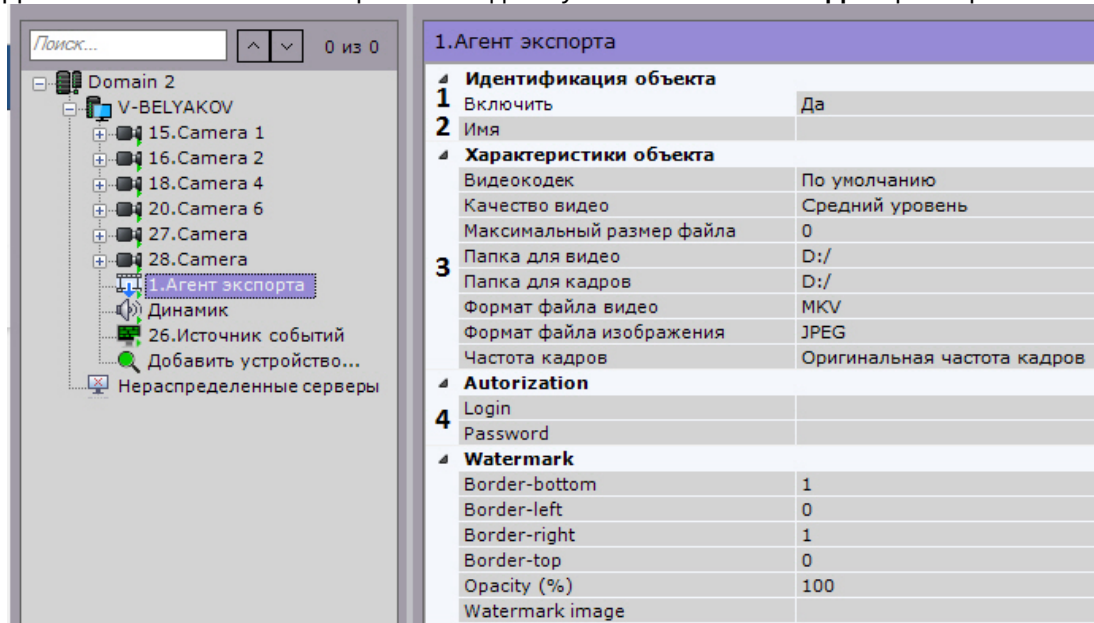 Поиск...
0 из 0
Domain 2
V-BELYAKOV
15.Camera 1
16.Camera 2
18.Camera 4
20.Camera 6
27.Camera
28.Camera
1.Агент экспорта
Динамик
26.Источник событий
Добавить устройство...
Нераспределенные серверы
1.Агент экспорта
Идентификация объекта
1 Включить Да
2 Имя
Характеристики объекта
3
Видеокодек По умолчанию
Качество видео Средний уровень
Максимальный размер файла 0
Папка для видео D:/
Папка для кадров D:/
Формат файла видео MKV
Формат файла изображения JPEG
Частота кадров Оригинальная частота кадров
Autorization
4
Login
Password
Watermark
Border-bottom 1
Border-left 0
Border-right 1
Border-top 0
Opacity (%) 100
Watermark image